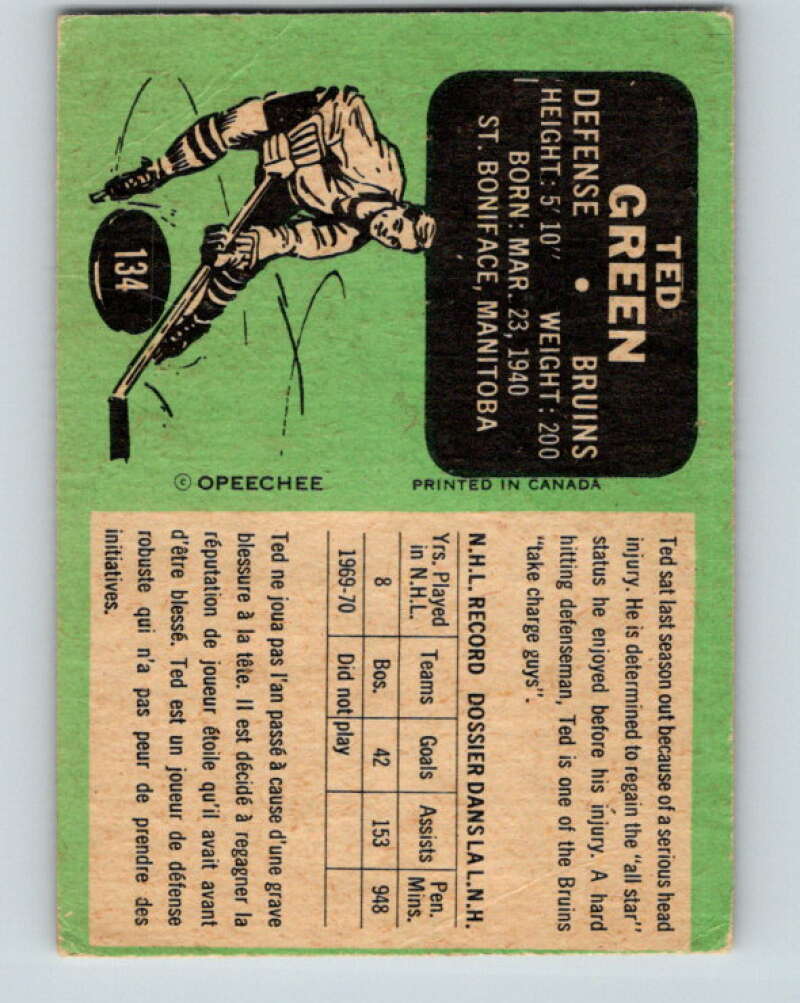 TED
GREEN
DEFENSE • BRUINS
HEIGHT: 5' 10" WEIGHT: 200
BORN: MAR. 23, 1940
ST. BONIFACE, MANITOBA
134
© OPEECHEE
PRINTED IN CANADA
Ted sat last season out because of a serious head
injury. He is determined to regain the "all star"
status he enjoyed before his injury. A hard
hitting defenseman, Ted is one of the Bruins
"take charge guys".
N.H.L. RECORD DOSSIER DANS LA L.N.H.
Yrs. Played in N.H.L. Teams Goals Assists Pen. Mins.
8 Bos. 42 153 948
1969-70 Did not play
Ted ne joua pas l'an passé à cause d'une grave
blessure à la tête. Il est décidé à regagner la
réputation de joueur étoile qu'il avait avant
d'être blessé. Ted est un joueur de défense
robuste qui n'a pas peur de prendre des
initiatives.